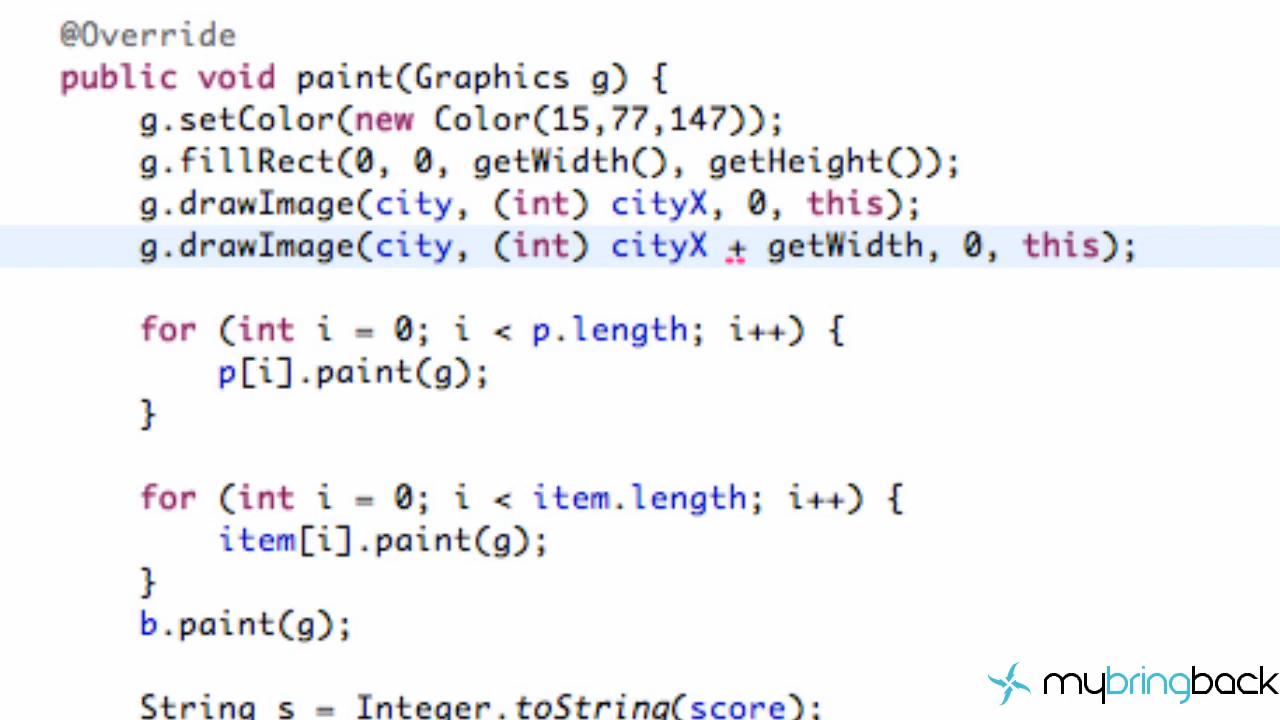 @Override
public void paint(Graphics g) {
g.setColor(new Color(15,77,147));
g.fillRect(0, 0, getWidth(), getHeight());
g.drawImage(city, (int) cityX, 0, this);
g.drawImage(city, (int) cityX + getWidth, 0, this);
for (int i = 0; i < p.length; i++) {
p[i].paint(g);
}
for (int i = 0; i < item.length; i++) {
item[i].paint(g);
}
b.paint(g);
String s = Integer.toString(score);
mybringback